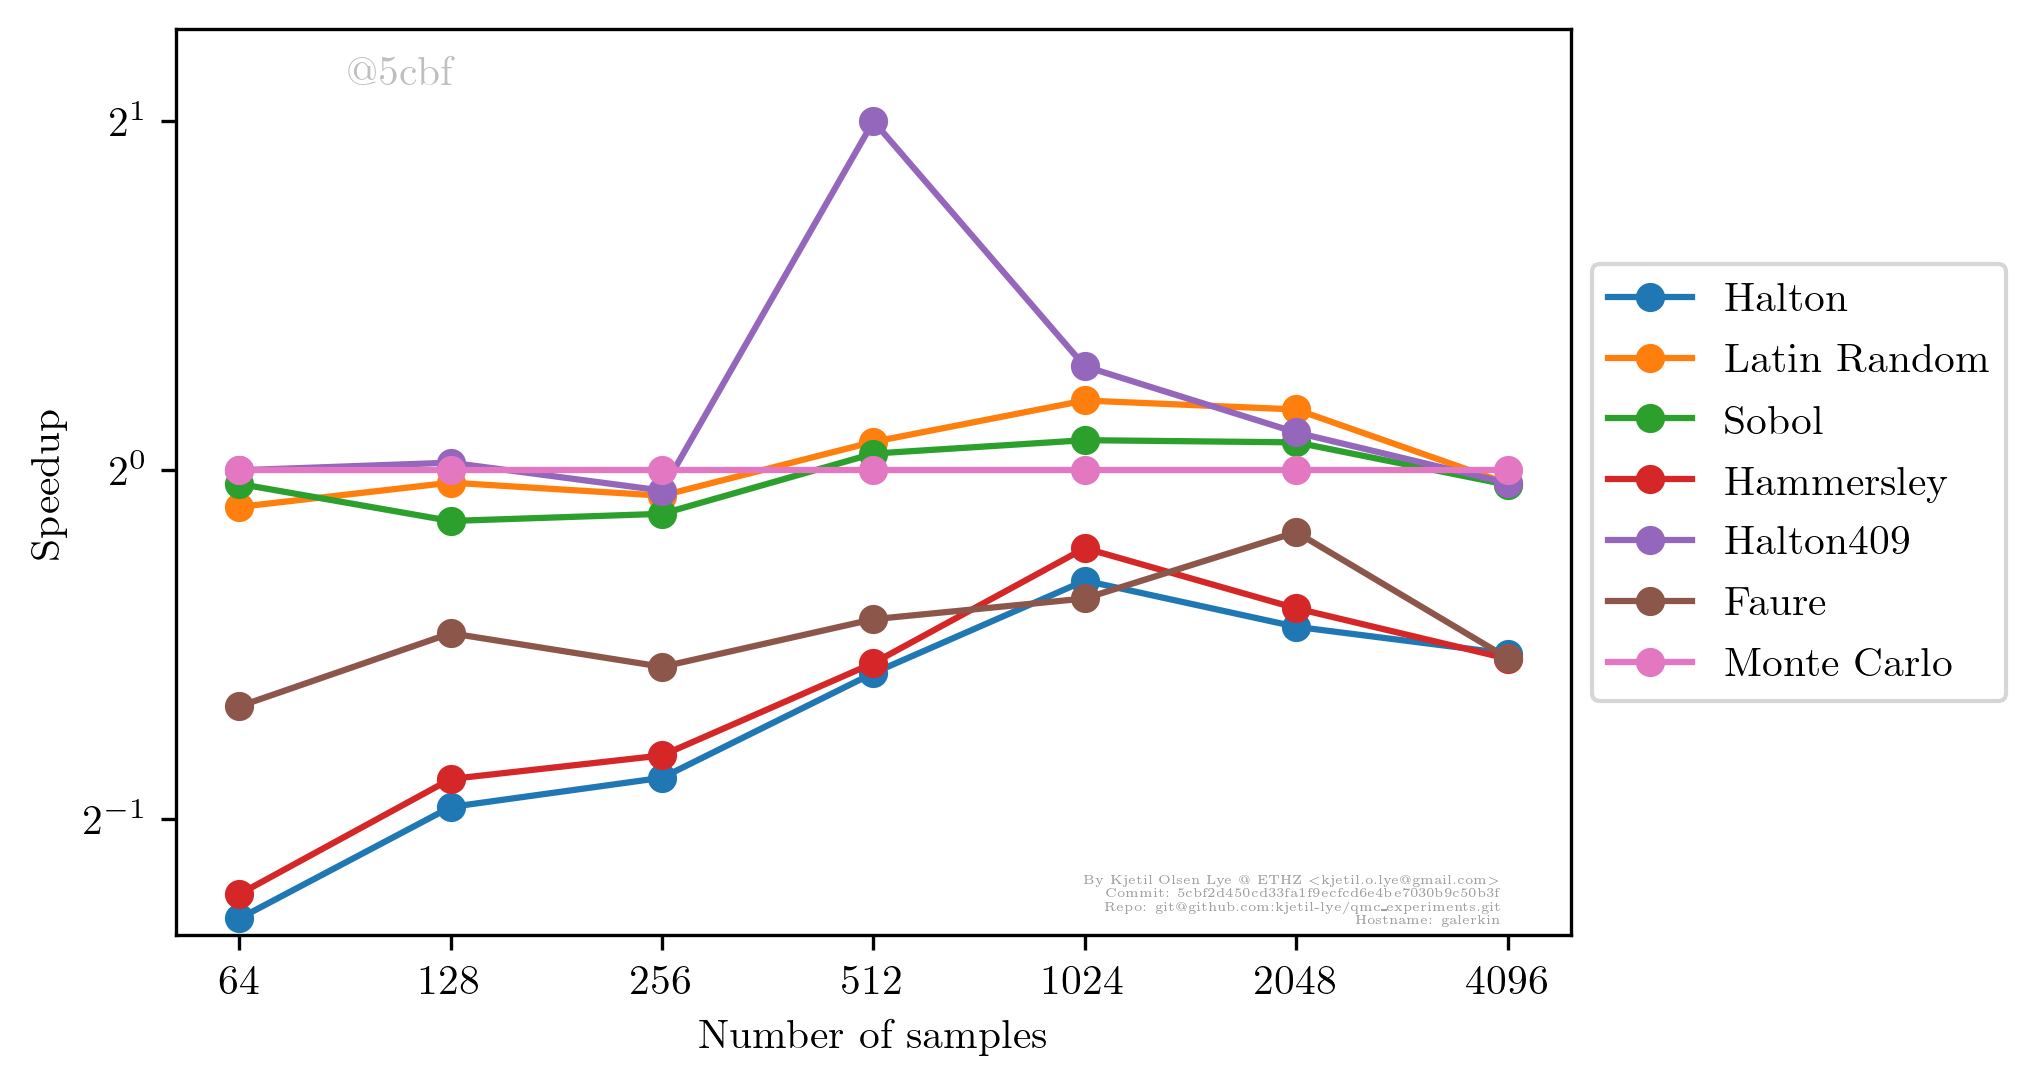 @5cbf
2^1
2^0
2^{-1}
Speedup
64 128 256 512 1024 2048 4096
Number of samples
Halton
Latin Random
Sobol
Hammersley
Halton409
Faure
Monte Carlo
By Kjetil Olsen Lye @ ETHZ <kjetil.o.lye@gmail.com>
Commit: 5cbf2d450cd33fa1f9ecfcd6e4be7030b9c50b3f
Repo: git@github.com:kjetil-lye/qmc_experiments.git
Hostname: galerkin